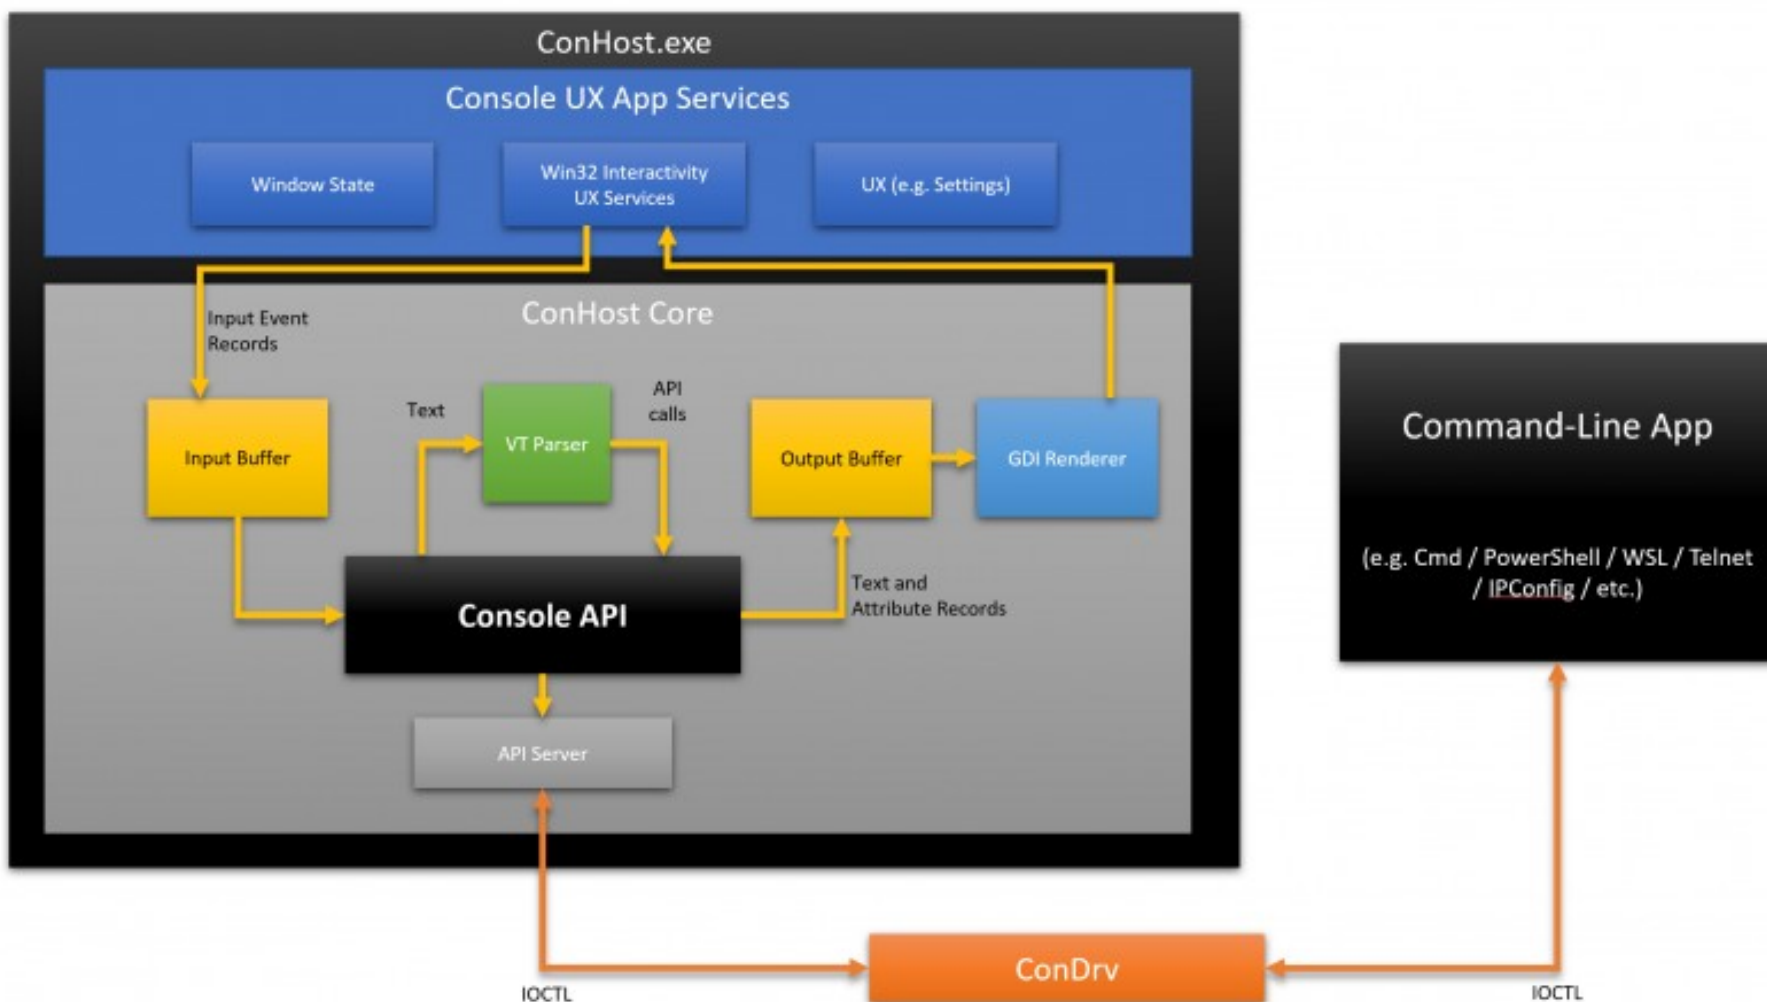 ConHost.exe
Console UX App Services
Window State
Win32 Interactivity
UX Services
UX (e.g. Settings)
ConHost Core
Input Event
Records
Text
API
calls
Input Buffer
VT Parser
Output Buffer
GDI Renderer
Console API
Text and
Attribute Records
API Server
Command-Line App
(e.g. Cmd / PowerShell / WSL / Telnet
/ IPConfig / etc.)
ConDrv
IOCTL
IOCTL